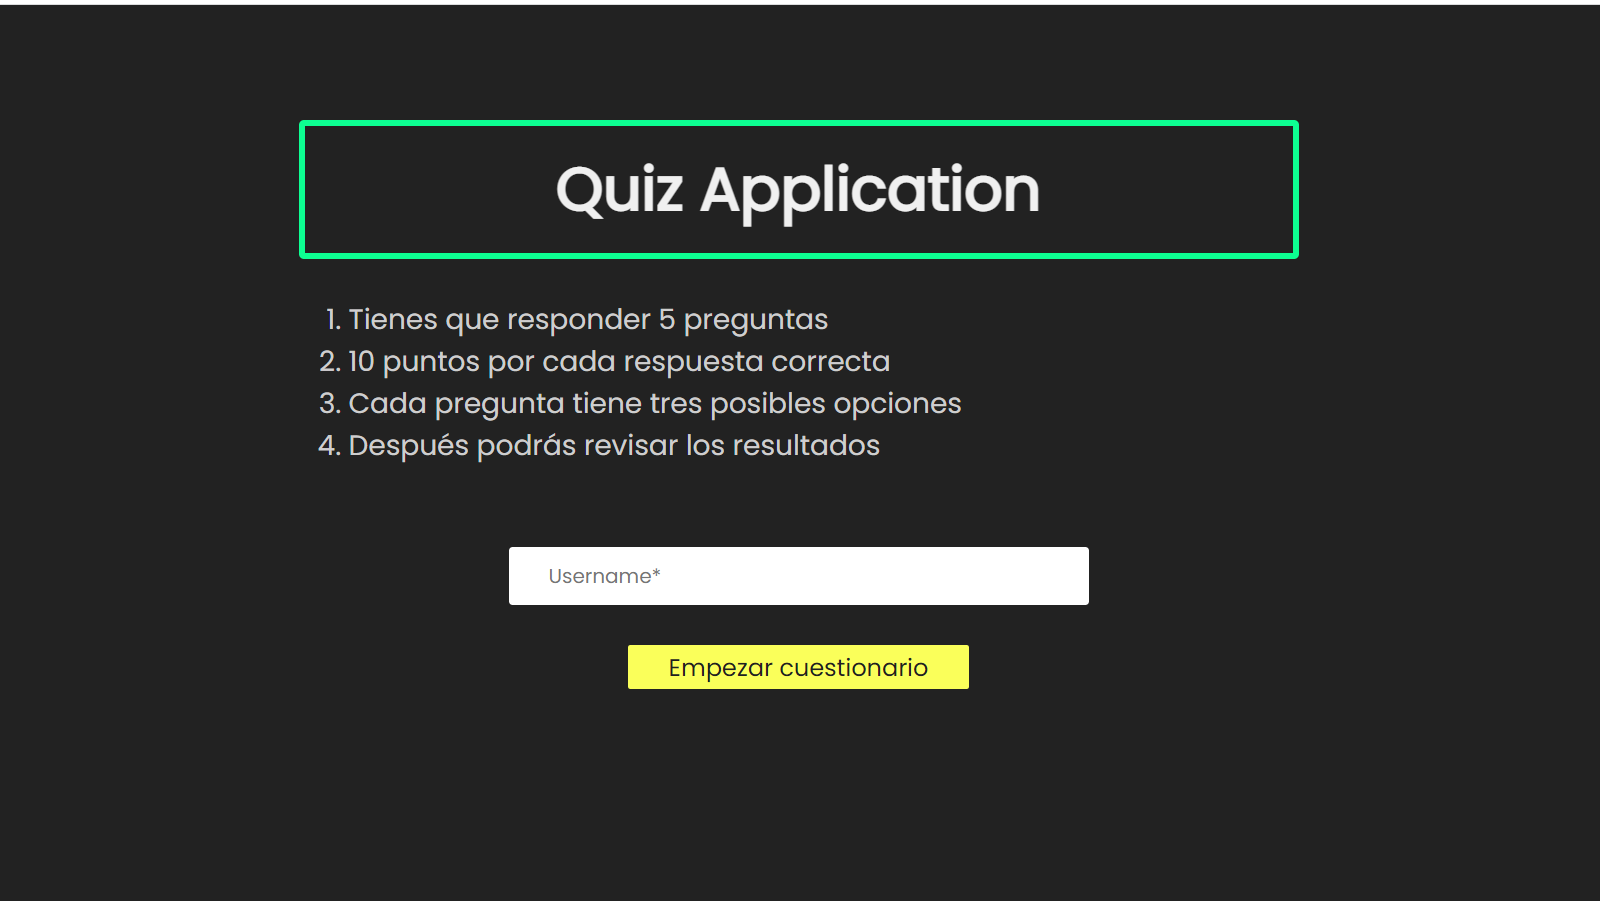 Quiz Application
1. Tienes que responder 5 preguntas
2. 10 puntos por cada respuesta correcta
3. Cada pregunta tiene tres posibles opciones
4. Después podrás revisar los resultados
Username*
Empezar cuestionario